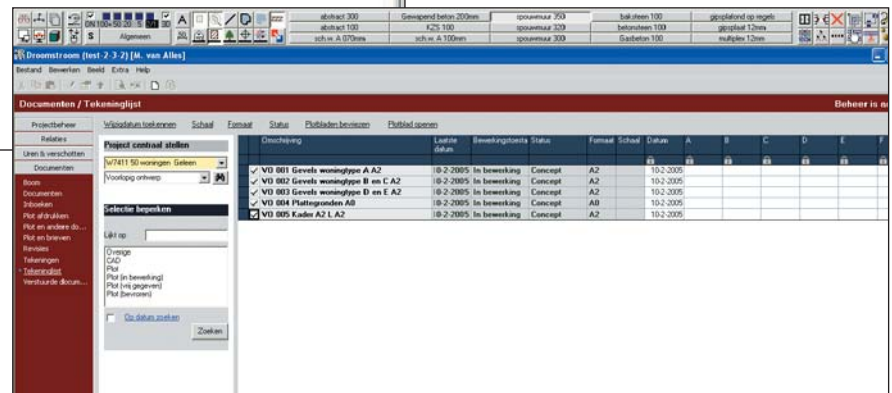 abstract 300 Gewapend beton 200mm spouwmuur 350 baksteen 100 gipsplafond op regels
DN 100 50 20 5 3D A abstract 100 KZS 100 spouwmuur 320 betonsteen 100 gipsplaat 12mm
S Algemeen sch.w. A 070mm sch.w. A 100mm spouwmuur 300 Gasbeton 100 multiplex 12mm
Droomstroom (test-2-3-2) [M. van Alles]
Bestand Bewerken Beeld Extra Help
Documenten / Tekeninglijst Beheer is n
Projectbeheer
Relaties
Uren & verschotten
Documenten
Boom
Documenten
Inboeken
Plot afdrukken
Plot en andere do...
Plot en brieven
Revisies
Tekeningen
Tekeninglijst
Verstuurde docum...
Wijzigdatum toekennen Schaal Formaat Status Plotbladen bevriezen Plotblad openen
Project centraal stellen
W7411 50 woningen Geleen
Voorlopig ontwerp
Selectie beperken
Lijkt op
Overige
CAD
Plot
Plot (in bewerking)
Plot (vrij gegeven)
Plot (bevroren)
Op datum zoeken
Zoeken
Omschrijving Laatste datum Bewerkingstoesta Status Formaat Schaal Datum A B C D E F
VO 001 Gevels woningtype A A2 10-2-2005 In bewerking Concept A2 10-2-2005
VO 002 Gevels woningtype B en C A2 10-2-2005 In bewerking Concept A2 10-2-2005
VO 003 Gevels woningtype D en E A2 10-2-2005 In bewerking Concept A2 10-2-2005
VO 004 Plattegronden A0 10-2-2005 In bewerking Concept A0 10-2-2005
VO 005 Kader A2 L A2 10-2-2005 In bewerking Concept A2 10-2-2005